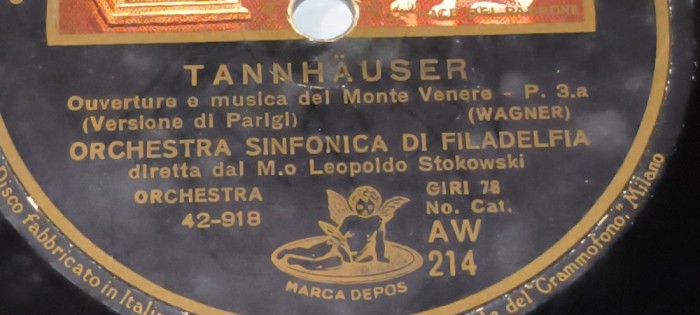 TANNHÄUSER
Ouverture e musica del Monte Venere - P. 3.a
(Versione di Parigi) (WAGNER)
ORCHESTRA SINFONICA DI FILADELFIA
diretta dal M.o Leopoldo Stokowski
ORCHESTRA
42-918
GIRI 78
No. Cat.
AW
214
MARCA DEPOS
Disco fabbricato in Italia
del Grammofono," Milano